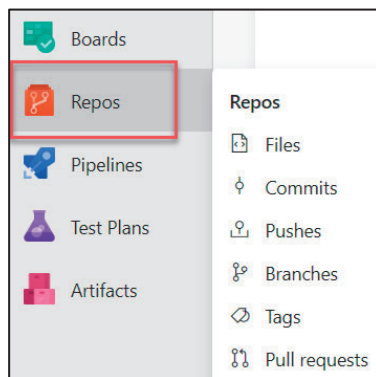 Boards
Repos
Pipelines
Test Plans
Artifacts
Repos
Files
Commits
Pushes
Branches
Tags
Pull requests